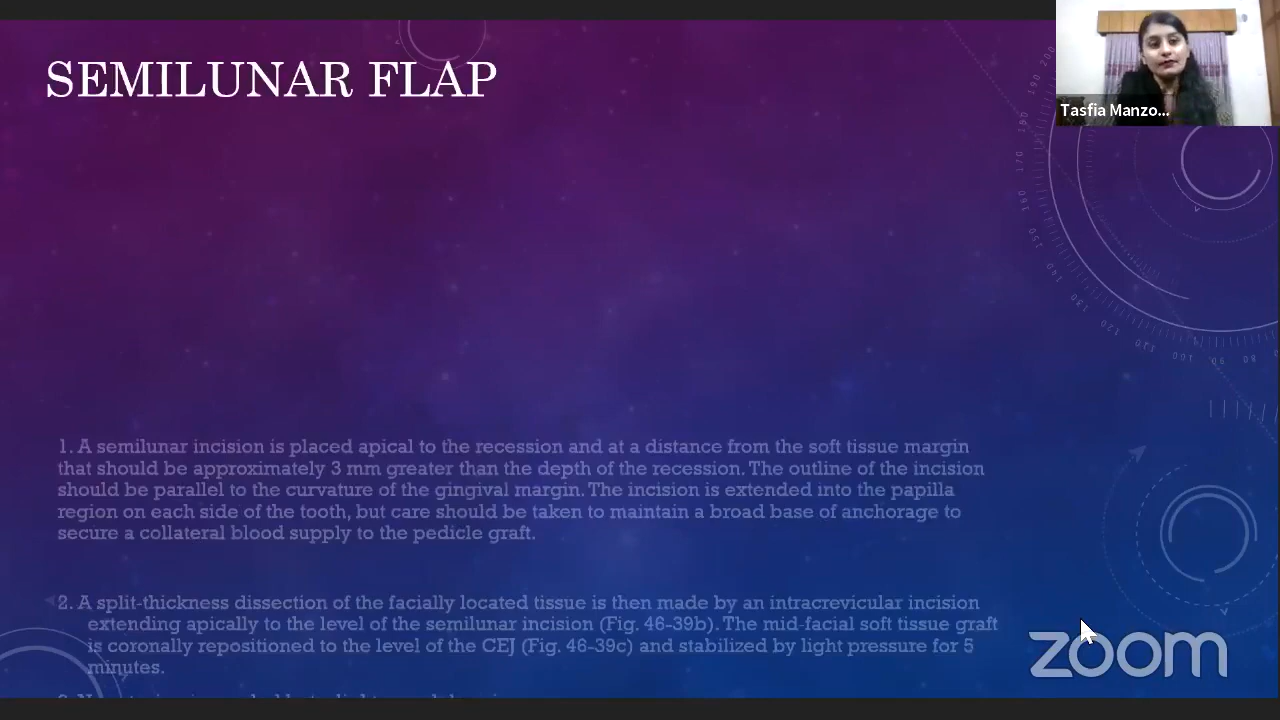 SEMILUNAR FLAP
Tasfia Manzo...
1. A semilunar incision is placed apical to the recession and at a distance from the soft tissue margin
that should be approximately 3 mm greater than the depth of the recession. The outline of the incision
should be parallel to the curvature of the gingival margin. The incision is extended into the papilla
region on each side of the tooth, but care should be taken to maintain a broad base of anchorage to
secure a collateral blood supply to the pedicle graft.
2. A split-thickness dissection of the facially located tissue is then made by an intracrevicular incision
extending apically to the level of the semilunar incision (Fig. 46-39b). The mid-facial soft tissue graft
is coronally repositioned to the level of the CEJ (Fig. 46-39c) and stabilized by light pressure for 5
minutes.
zoom